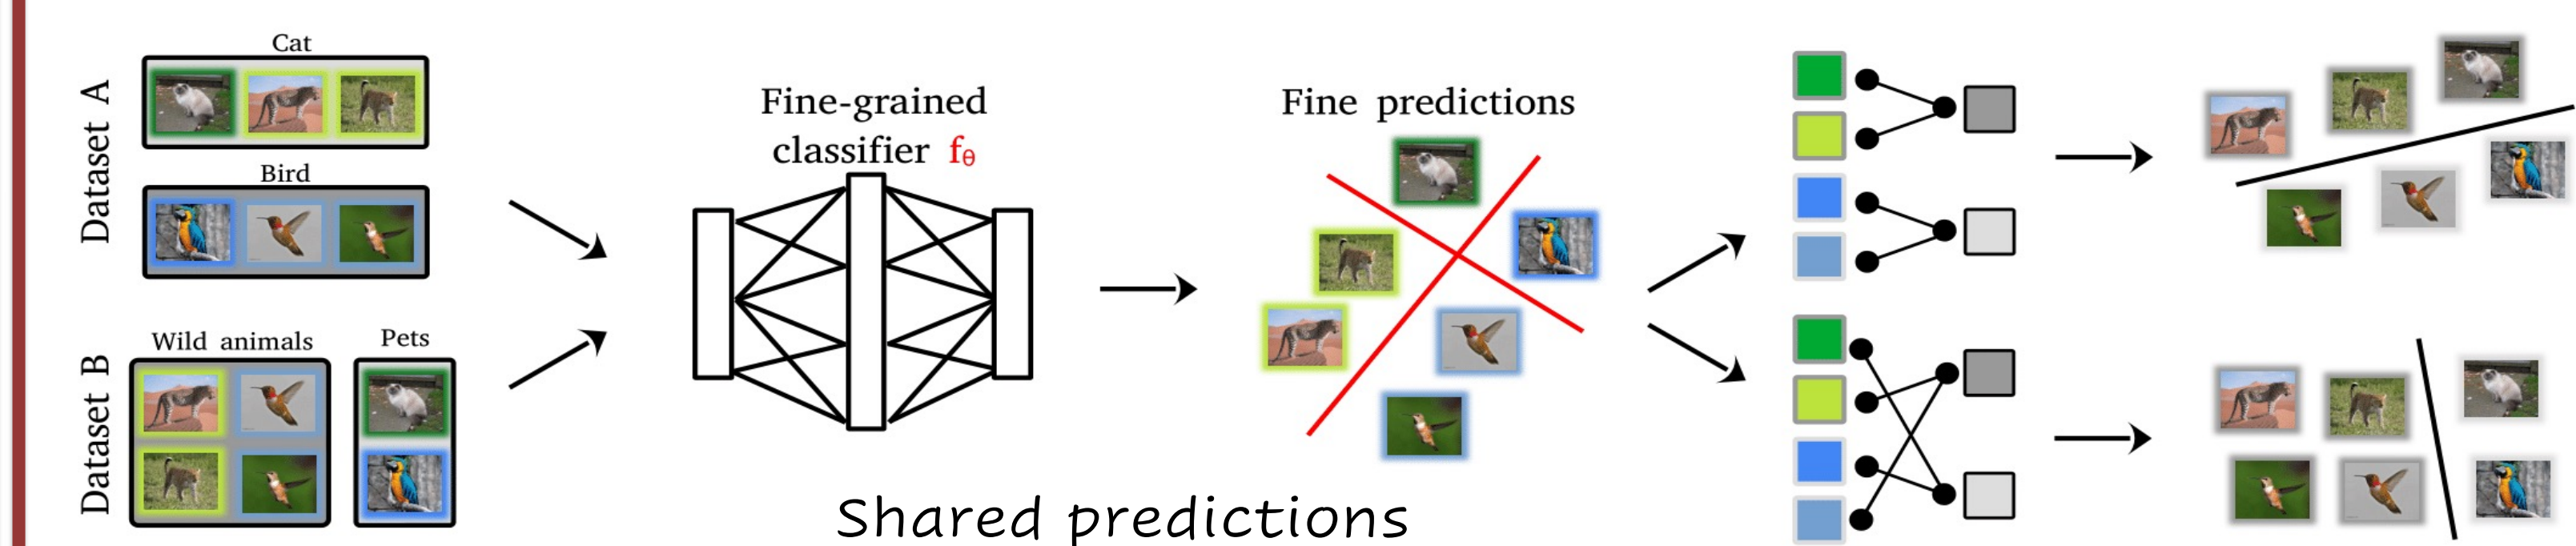 Dataset A
Cat
Bird
Dataset B
Wild animals
Pets
Fine-grained
classifier fθ
Fine predictions
Shared predictions